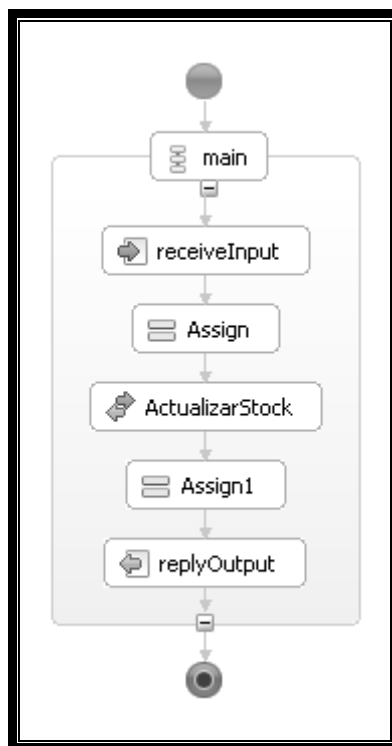 main
receiveInput
Assign
ActualizarStock
Assign1
replyOutput